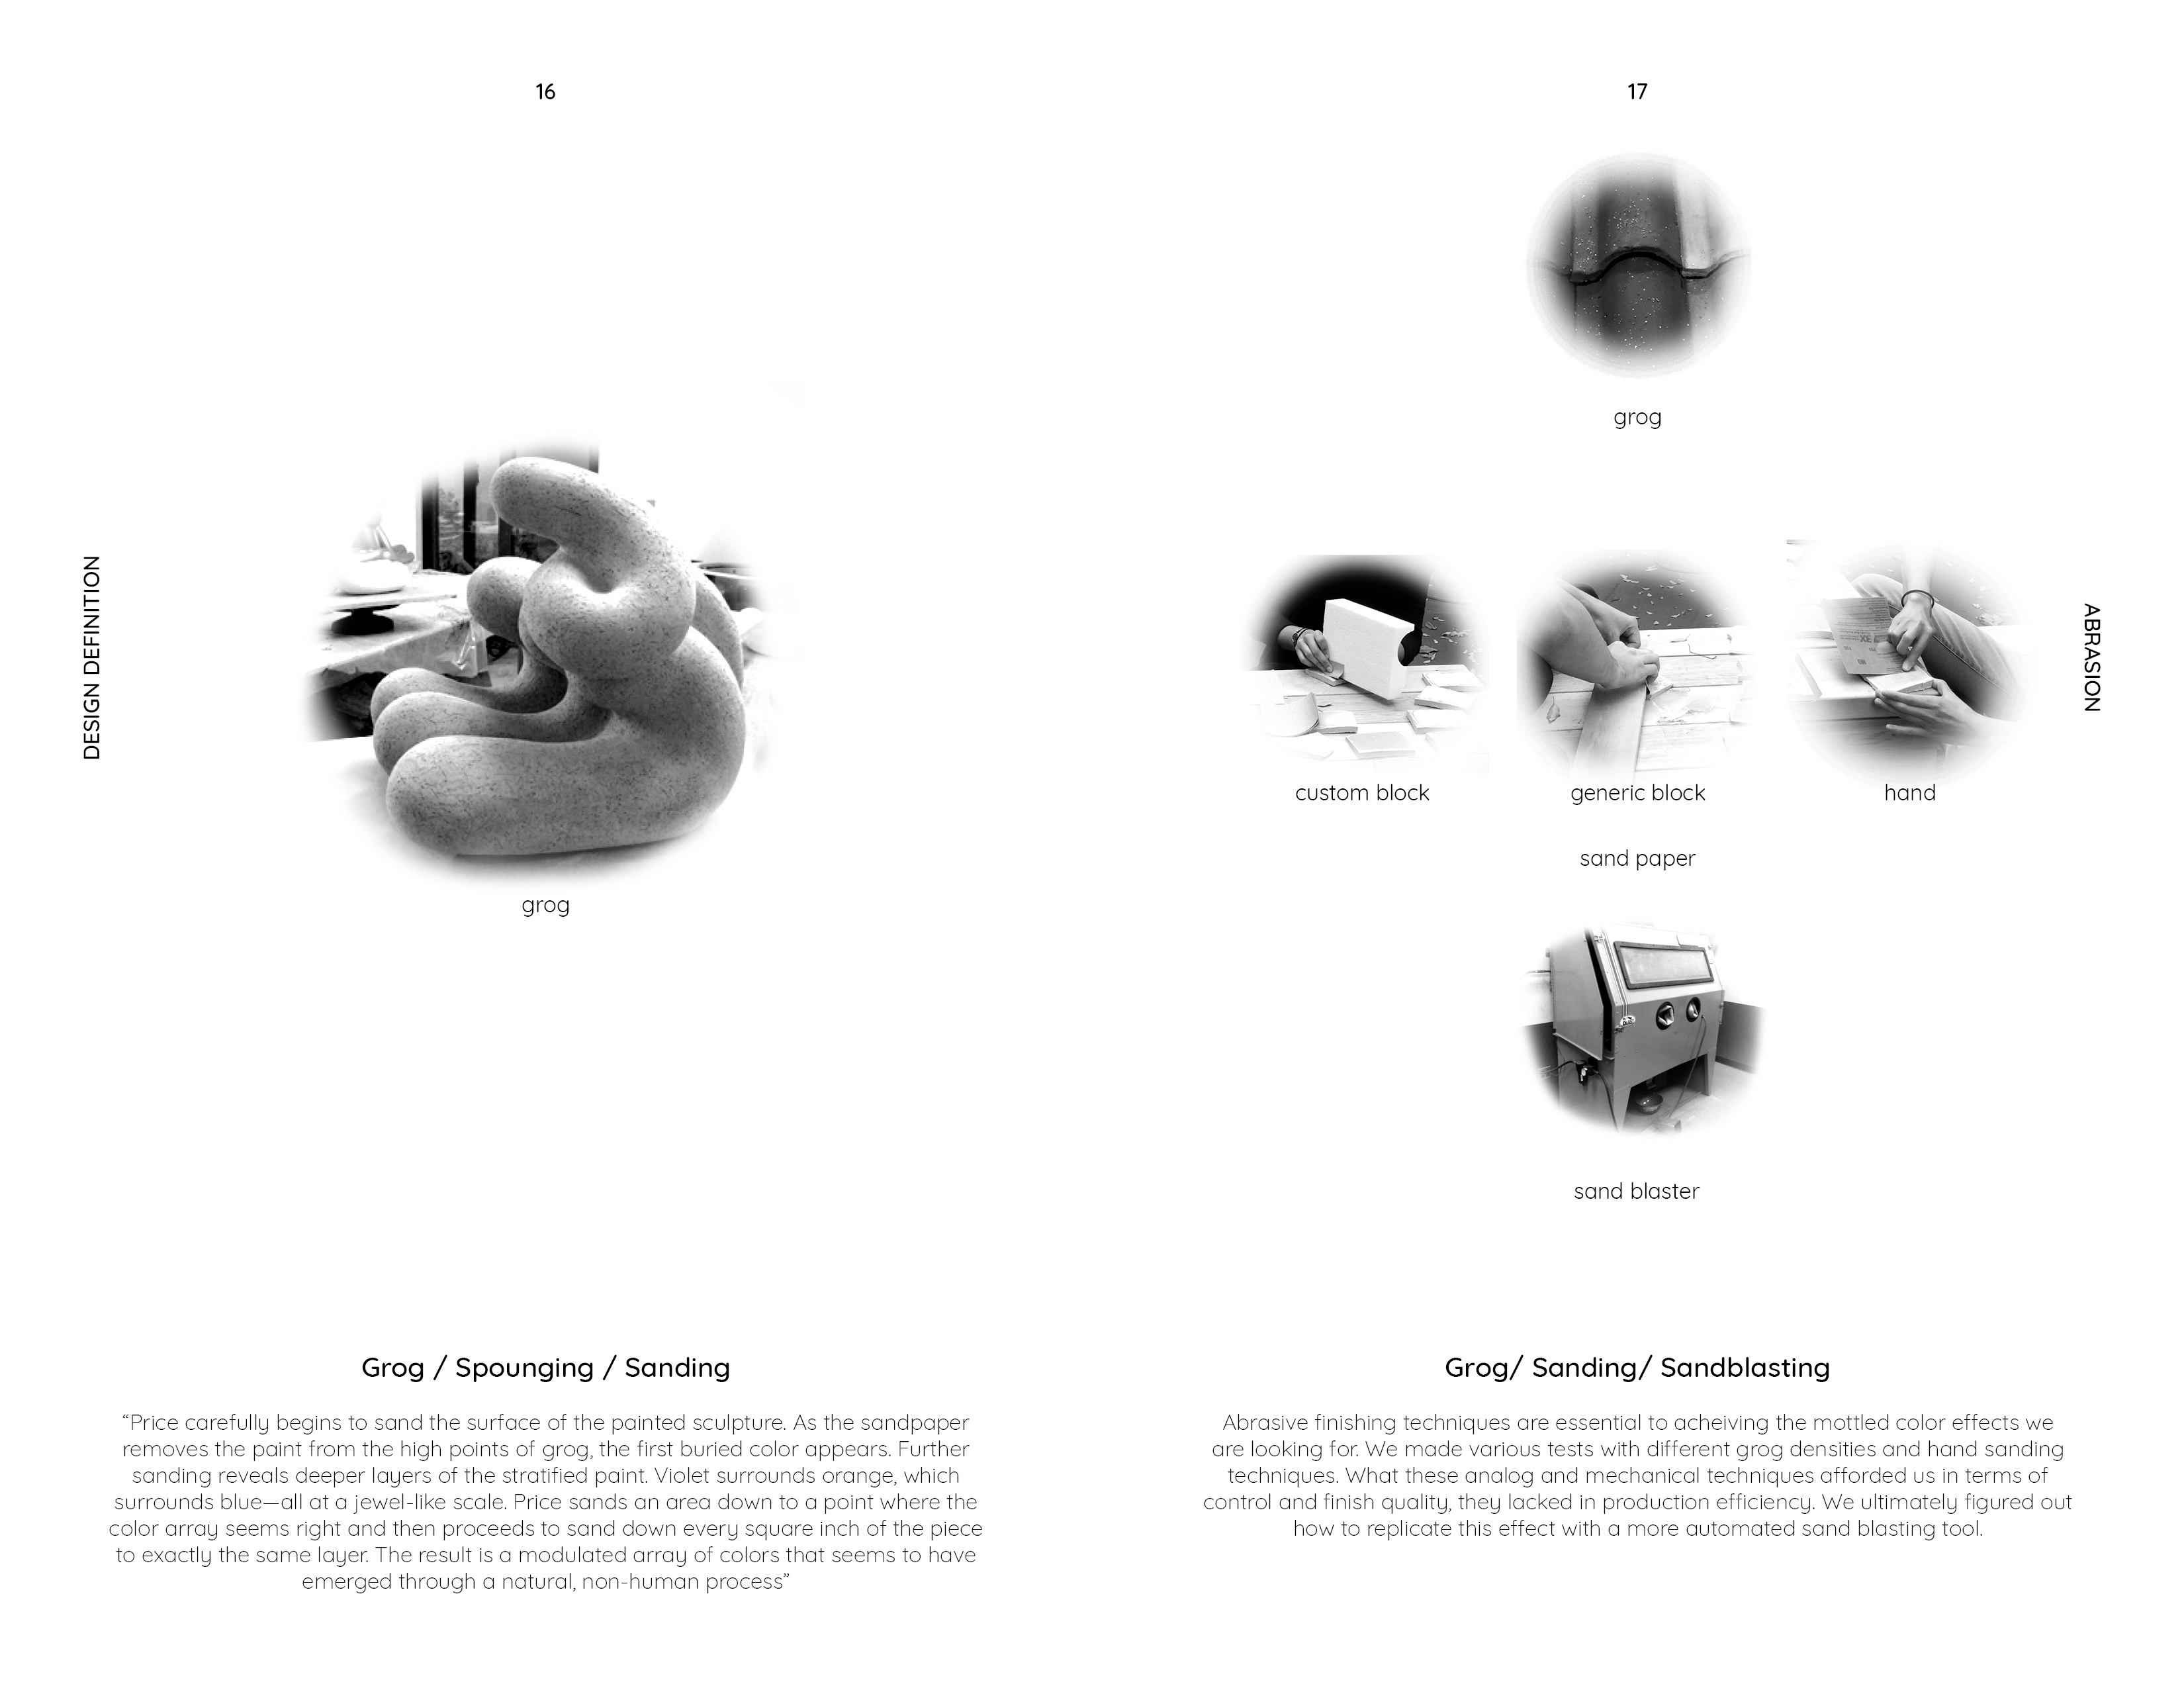 16
DESIGN DEFINITION
grog
Grog / Spounging / Sanding
“Price carefully begins to sand the surface of the painted sculpture. As the sandpaper
removes the paint from the high points of grog, the first buried color appears. Further
sanding reveals deeper layers of the stratified paint. Violet surrounds orange, which
surrounds blue—all at a jewel-like scale. Price sands an area down to a point where the
color array seems right and then proceeds to sand down every square inch of the piece
to exactly the same layer. The result is a modulated array of colors that seems to have
emerged through a natural, non-human process”
17
grog
custom block
generic block
hand
sand paper
sand blaster
ABRASION
Grog/ Sanding/ Sandblasting
Abrasive finishing techniques are essential to acheiving the mottled color effects we
are looking for. We made various tests with different grog densities and hand sanding
techniques. What these analog and mechanical techniques afforded us in terms of
control and finish quality, they lacked in production efficiency. We ultimately figured out
how to replicate this effect with a more automated sand blasting tool.